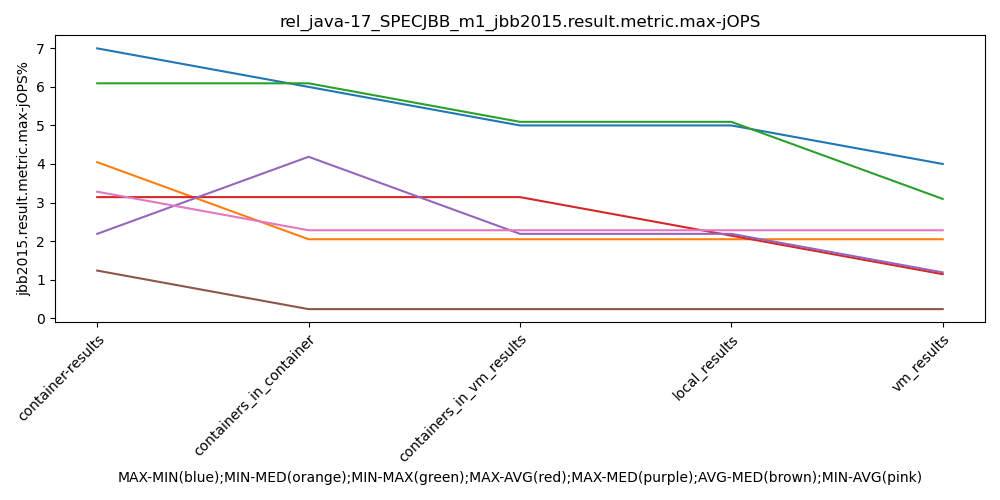 rel_java-17_SPECJBB_m1_jbb2015.result.metric.max-jOPS
jbb2015.result.metric.max-jOPS%
7
6
5
4
3
2
1
0
container-results
containers_in_container
containers_in_vm_results
local_results
vm_results
MAX-MIN(blue);MIN-MED(orange);MIN-MAX(green);MAX-AVG(red);MAX-MED(purple);AVG-MED(brown);MIN-AVG(pink)